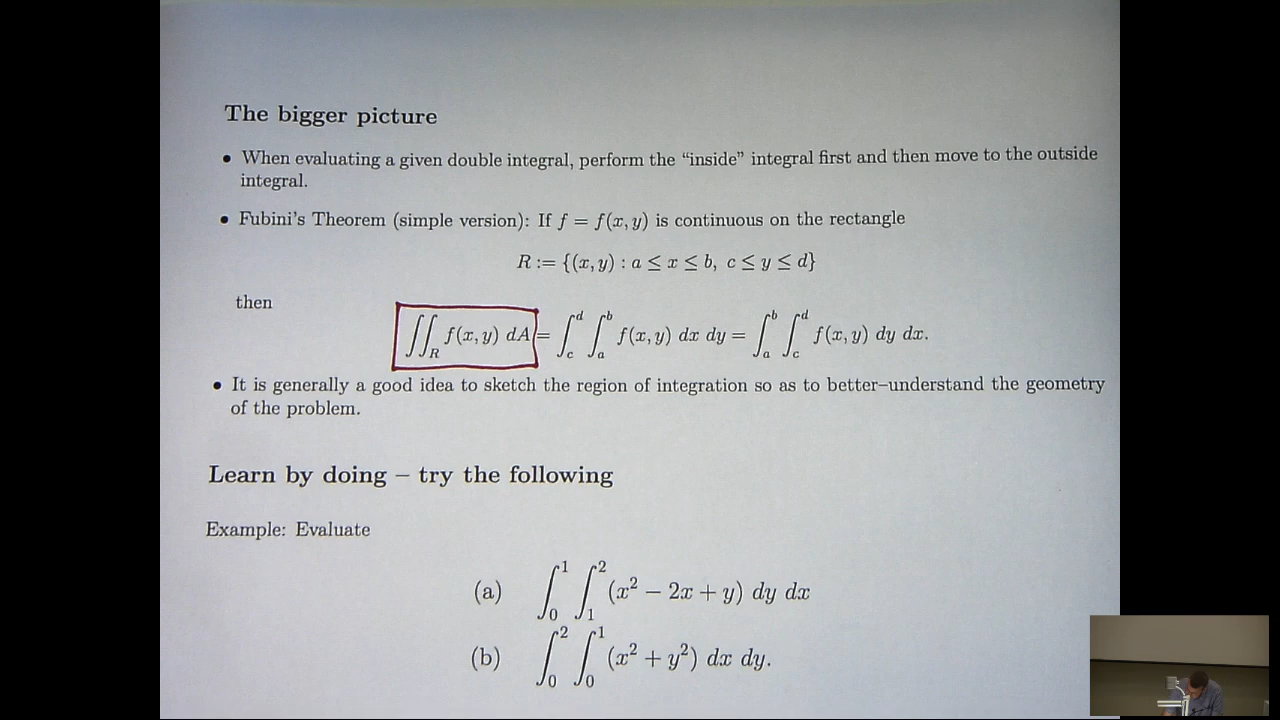 The bigger picture
• When evaluating a given double integral, perform the “inside” integral first and then move to the outside
integral.
• Fubini's Theorem (simple version): If f = f(x, y) is continuous on the rectangle
R := {(x, y) : a ≤ x ≤ b, c ≤ y ≤ d}
then
∬_R f(x, y) dA = ∫_c^d ∫_a^b f(x, y) dx dy = ∫_a^b ∫_c^d f(x, y) dy dx.
• It is generally a good idea to sketch the region of integration so as to better–understand the geometry
of the problem.
Learn by doing – try the following
Example: Evaluate
(a) ∫_0^1 ∫_1^2 (x² − 2x + y) dy dx
(b) ∫_0^2 ∫_0^1 (x² + y²) dx dy.